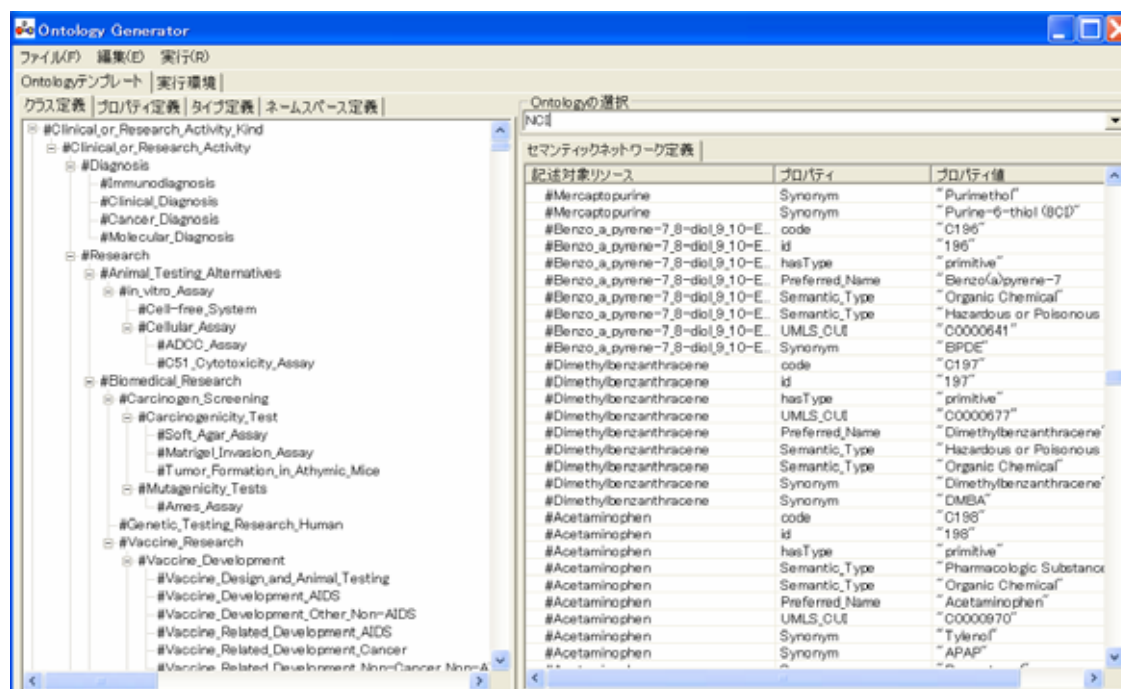 Ontology Generator
ファイル(F) 編集(E) 実行(R)
Ontologyテンプレート 実行環境
クラス定義 プロパティ定義 タイプ定義 ネームスペース定義
#Clinical_or_Research_Activity_Kind
#Clinical_or_Research_Activity
#Diagnosis
#Immunodiagnosis
#Clinical_Diagnosis
#Cancer_Diagnosis
#Molecular_Diagnosis
#Research
#Animal_Testing_Alternatives
#in_vitro_Assay
#Cell-free_System
#Cellular_Assay
#ADCC_Assay
#C51_Cytotoxicity_Assay
#Biomedical_Research
#Carcinogen_Screening
#Carcinogenicity_Test
#Soft_Agar_Assay
#Matrigel_Invasion_Assay
#Tumor_Formation_in_Athymic_Mice
#Mutagenicity_Tests
#Ames_Assay
#Genetic_Testing_Research_Human
#Vaccine_Research
#Vaccine_Development
#Vaccine_Design_and_Animal_Testing
#Vaccine_Development_AIDS
#Vaccine_Development_Other_Non-AIDS
#Vaccine_Related_Development_AIDS
#Vaccine_Related_Development_Cancer
#Vaccine_Related_Development_Non-Cancer_Non-A
Ontologyの選択
NCI
セマンティックネットワーク定義
記述対象リソース プロパティ プロパティ値
#Mercaptopurine Synonym "Purimethol"
#Mercaptopurine Synonym "Purine-6-thiol (8CI)"
#Benzo_a_pyrene-7_8-diol_9_10-E... code "C196"
#Benzo_a_pyrene-7_8-diol_9_10-E... id "196"
#Benzo_a_pyrene-7_8-diol_9_10-E... hasType "primitive"
#Benzo_a_pyrene-7_8-diol_9_10-E... Preferred_Name "Benzo(a)pyrene-7
#Benzo_a_pyrene-7_8-diol_9_10-E... Semantic_Type "Organic Chemical"
#Benzo_a_pyrene-7_8-diol_9_10-E... Semantic_Type "Hazardous or Poisonous
#Benzo_a_pyrene-7_8-diol_9_10-E... UMLS_CUI "C0000641"
#Benzo_a_pyrene-7_8-diol_9_10-E... Synonym "BPDE"
#Dimethylbenzanthracene code "C197"
#Dimethylbenzanthracene id "197"
#Dimethylbenzanthracene hasType "primitive"
#Dimethylbenzanthracene UMLS_CUI "C0000677"
#Dimethylbenzanthracene Preferred_Name "Dimethylbenzanthracene"
#Dimethylbenzanthracene Semantic_Type "Hazardous or Poisonous
#Dimethylbenzanthracene Semantic_Type "Organic Chemical"
#Dimethylbenzanthracene Synonym "Dimethylbenzanthracene"
#Dimethylbenzanthracene Synonym "DMBA"
#Acetaminophen code "C198"
#Acetaminophen id "198"
#Acetaminophen hasType "primitive"
#Acetaminophen Semantic_Type "Pharmacologic Substance
#Acetaminophen Semantic_Type "Organic Chemical"
#Acetaminophen Preferred_Name "Acetaminophen"
#Acetaminophen UMLS_CUI "C0000970"
#Acetaminophen Synonym "Tylenol"
#Acetaminophen Synonym "APAP"